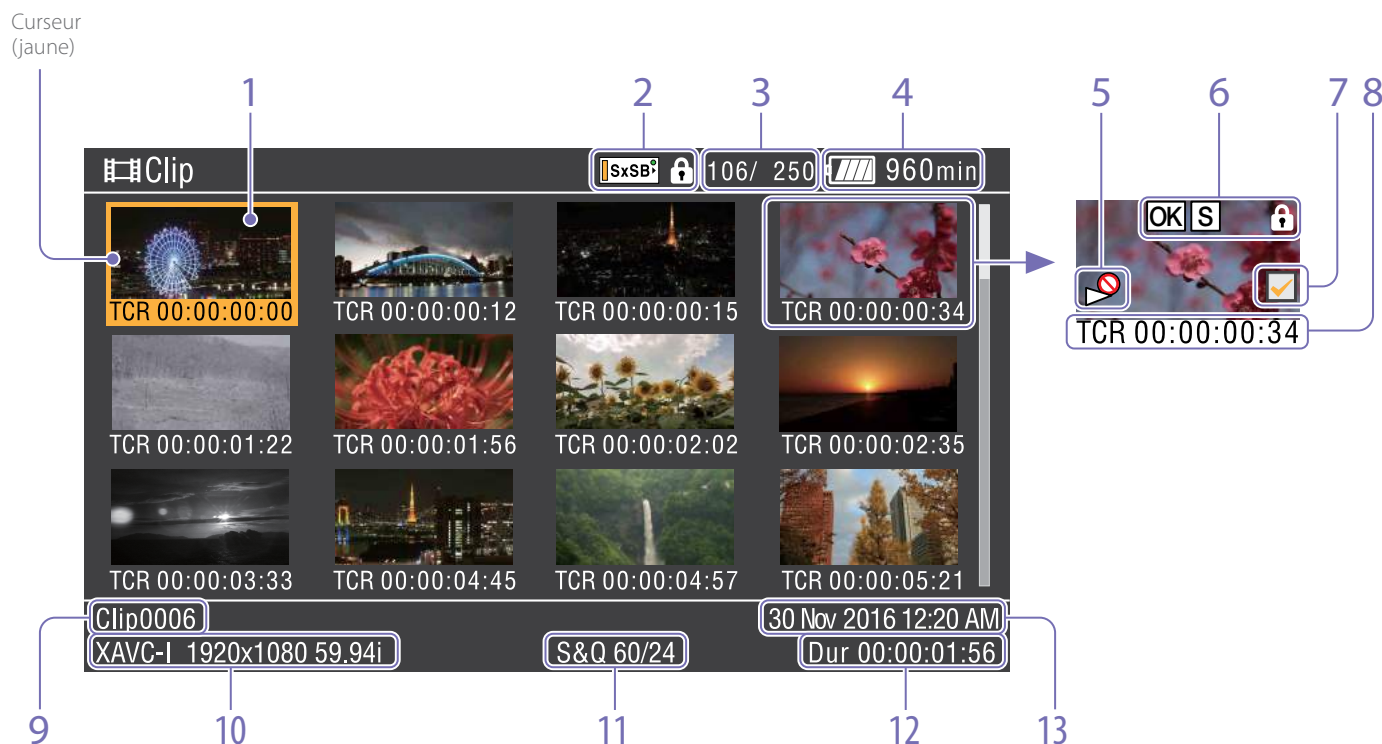 Curseur
(jaune)
1
2
3
4
5
6
7
8
Clip
SxSB
106/ 250
960min
OK S
TCR 00:00:00:00
TCR 00:00:00:12
TCR 00:00:00:15
TCR 00:00:00:34
TCR 00:00:00:34
TCR 00:00:01:22
TCR 00:00:01:56
TCR 00:00:02:02
TCR 00:00:02:35
TCR 00:00:03:33
TCR 00:00:04:45
TCR 00:00:04:57
TCR 00:00:05:21
Clip0006
30 Nov 2016 12:20 AM
XAVC-I 1920x1080 59.94i
S&Q 60/24
Dur 00:00:01:56
9
10
11
12
13